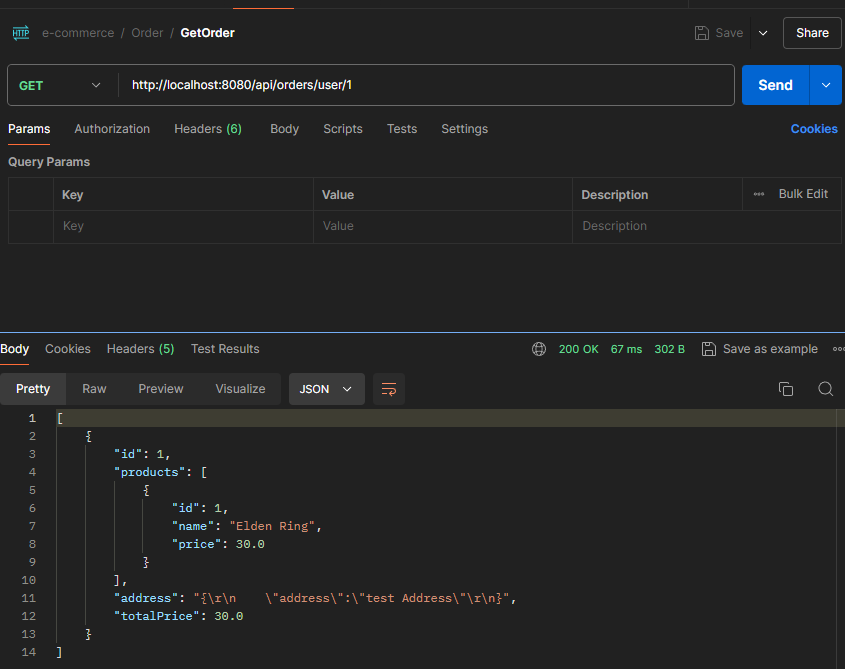 HTTP e-commerce / Order / GetOrder Save Share
GET http://localhost:8080/api/orders/user/1 Send
Params Authorization Headers (6) Body Scripts Tests Settings Cookies
Query Params
Key Value Description ••• Bulk Edit
Key Value Description
Body Cookies Headers (5) Test Results 200 OK 67 ms 302 B Save as example •••
Pretty Raw Preview Visualize JSON
1 [
2 {
3 "id": 1,
4 "products": [
5 {
6 "id": 1,
7 "name": "Elden Ring",
8 "price": 30.0
9 }
10 ],
11 "address": "{\r\n    \"address\":\"test Address\"\r\n}",
12 "totalPrice": 30.0
13 }
14 ]